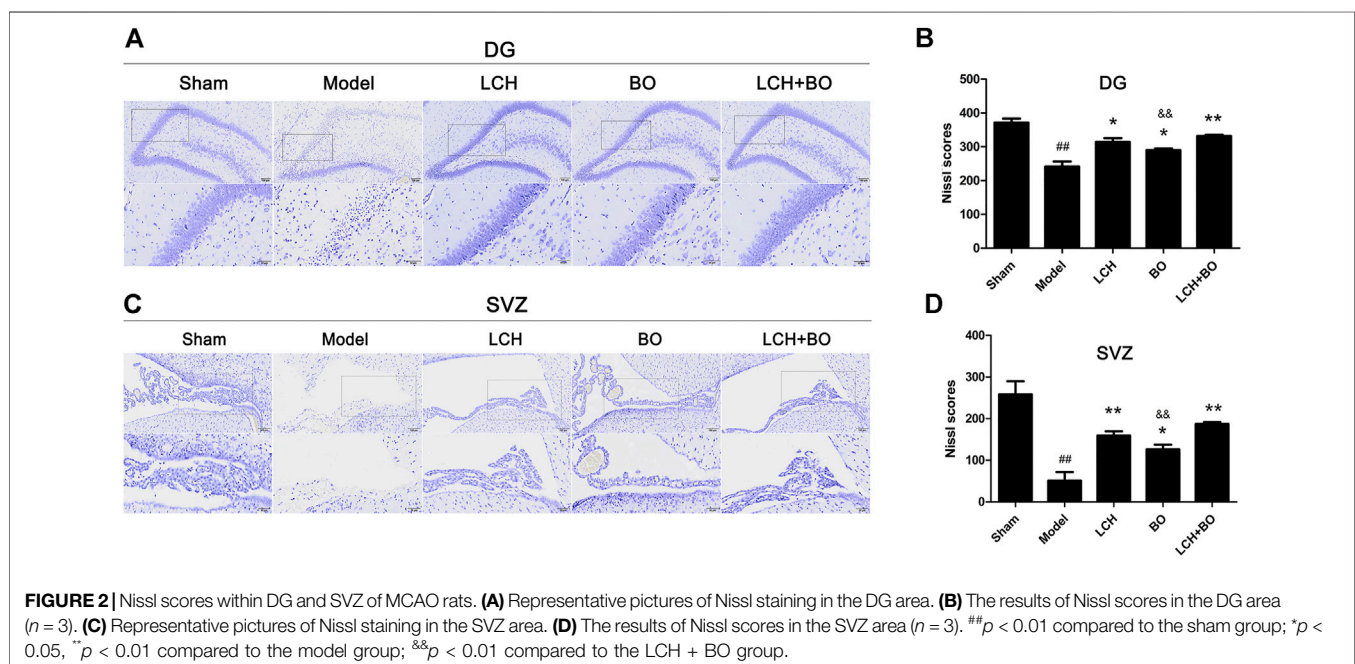 A
DG
Sham Model LCH BO LCH+BO
B
DG
Nissl scores
500
400
300
200
100
0
##
*
&&
*
**
Sham Model LCH BO LCH+BO
C
SVZ
Sham Model LCH BO LCH+BO
D
SVZ
Nissl scores
400
300
200
100
0
##
**
&&
*
**
Sham Model LCH BO LCH+BO
FIGURE 2 | Nissl scores within DG and SVZ of MCAO rats. (A) Representative pictures of Nissl staining in the DG area. (B) The results of Nissl scores in the DG area
(n = 3). (C) Representative pictures of Nissl staining in the SVZ area. (D) The results of Nissl scores in the SVZ area (n = 3). ##p < 0.01 compared to the sham group; *p <
0.05, **p < 0.01 compared to the model group; &&p < 0.01 compared to the LCH + BO group.